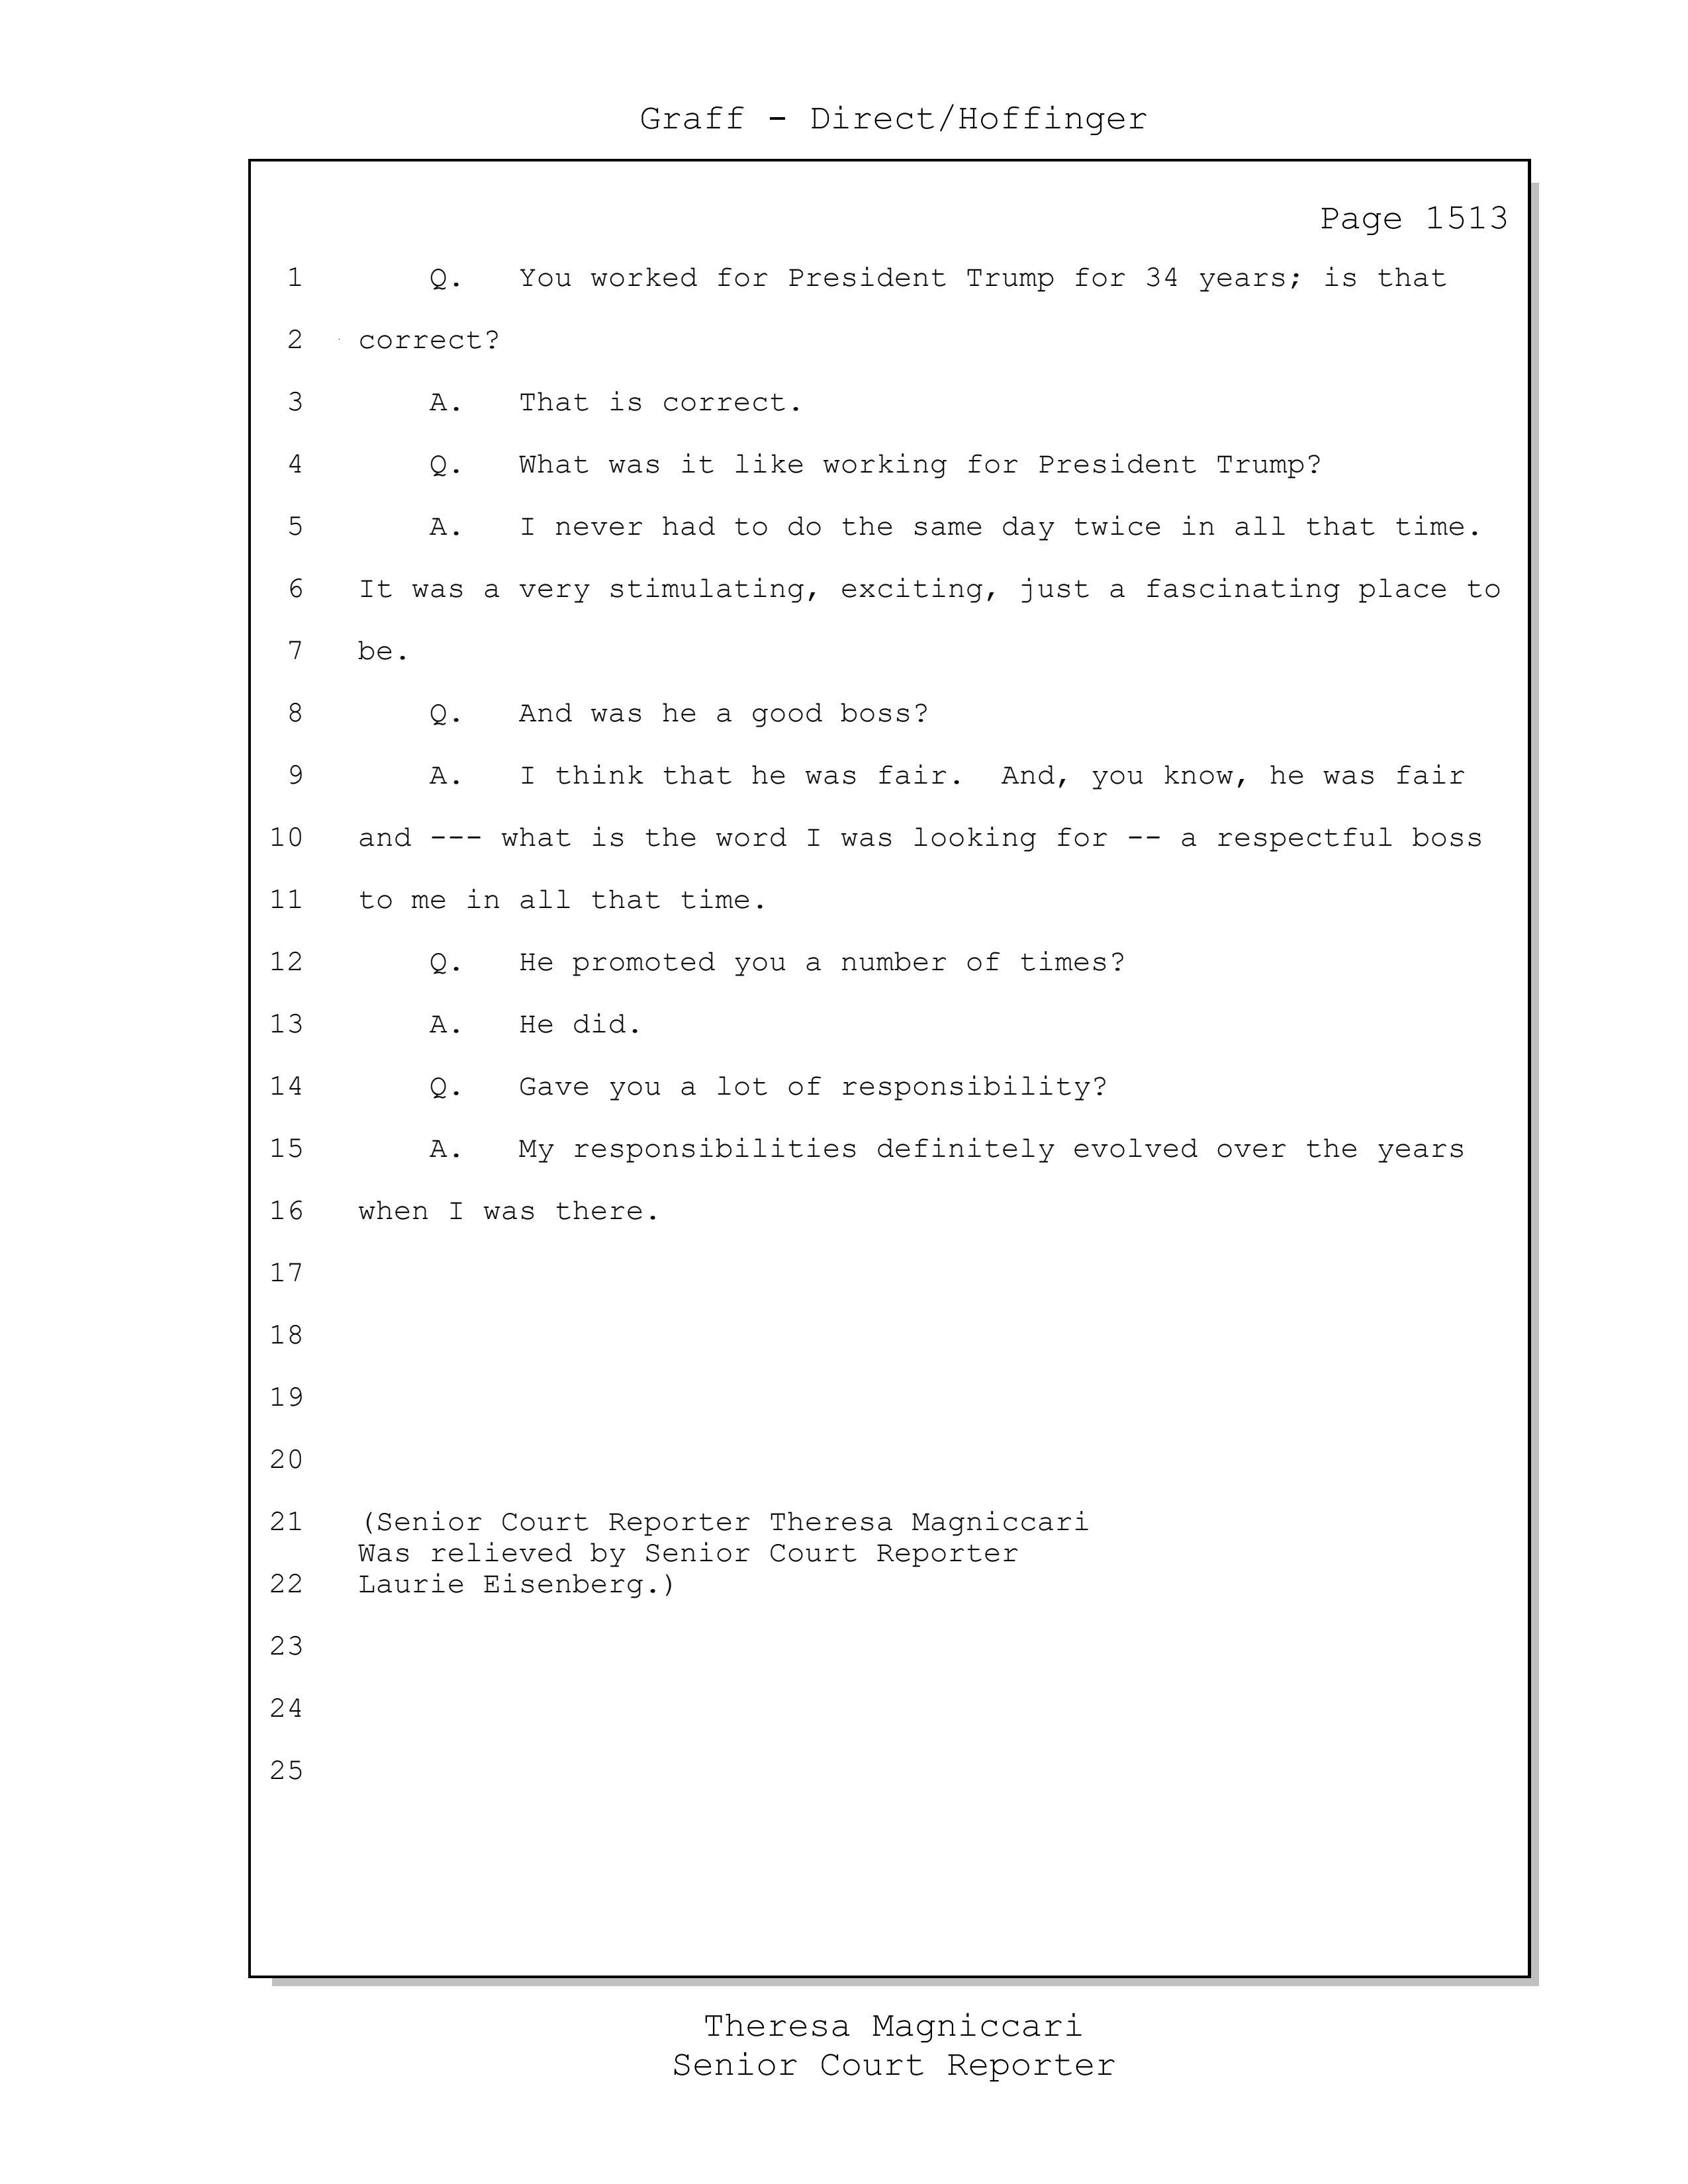 Graff - Direct/Hoffinger
Page 1513
1 Q. You worked for President Trump for 34 years; is that
2 correct?
3 A. That is correct.
4 Q. What was it like working for President Trump?
5 A. I never had to do the same day twice in all that time.
6 It was a very stimulating, exciting, just a fascinating place to
7 be.
8 Q. And was he a good boss?
9 A. I think that he was fair. And, you know, he was fair
10 and --- what is the word I was looking for -- a respectful boss
11 to me in all that time.
12 Q. He promoted you a number of times?
13 A. He did.
14 Q. Gave you a lot of responsibility?
15 A. My responsibilities definitely evolved over the years
16 when I was there.
17
18
19
20
21 (Senior Court Reporter Theresa Magniccari
Was relieved by Senior Court Reporter
22 Laurie Eisenberg.)
23
24
25
Theresa Magniccari
Senior Court Reporter